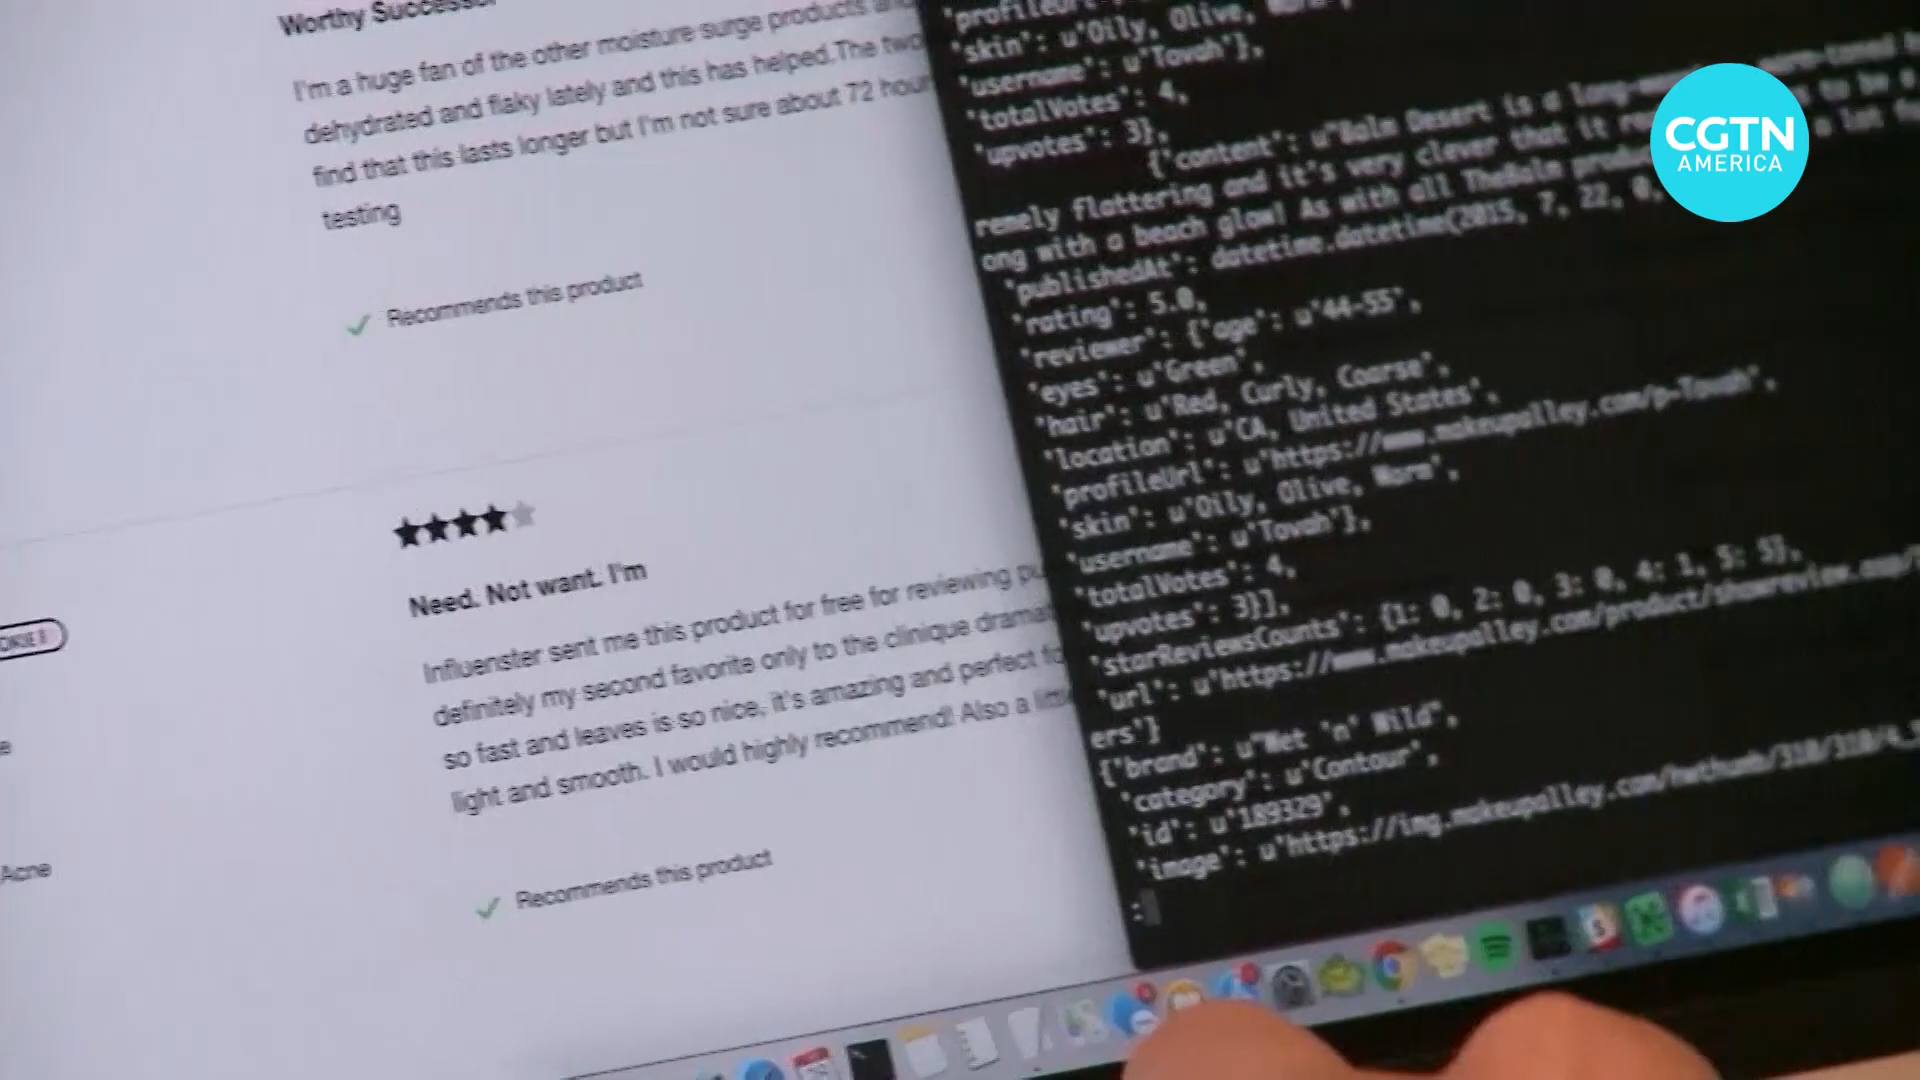 Worthy Successor
I'm a huge fan of the other moisture surge products and
dehydrated and flaky lately and this has helped.The two
find that this lasts longer but I'm not sure about 72 hour
testing
Recommends this product
Need. Not want. I'm
Influenster sent me this product for free for reviewing
definitely my second favorite only to the clinique drama
so fast and leaves is so nice, it's amazing and perfect fo
light and smooth. I would highly recommend! Also a little
Recommends this product
Acne
'profileUrl':
'skin': u'Oily, Olive,
'username': u'Tovah'},
'totalVotes': 4,
'upvotes': 3},
{'content': u"Balm Desert is a
remely flattering and it's very clever that it
ong with a beach glow! As with all TheBalm
'publishedAt': datetime.datetime(2015, 7, 22, 0,
'rating': 5.0,
'reviewer': {'age': u'44-55',
'eyes': u'Green',
'hair': u'Red, Curly, Coarse',
'location': u'CA, United States',
'profileUrl': u'https://www.makeupalley.com/p~Tovah',
'skin': u'Oily, Olive, Warm',
'username': u'Tovah'},
'totalVotes': 4,
'upvotes': 3}],
'starReviewsCounts': {1: 0, 2: 0, 3: 0, 4: 1, 5: 5},
'url': u'https://www.makeupalley.com/product/showreview.asp/
ers'}
{'brand': u"Wet 'n' Wild",
'category': u'Contour',
'id': u'189329',
'image': u'https://img.makeupalley.com/hwthumb/310/310/4_
:
CGTN
AMERICA